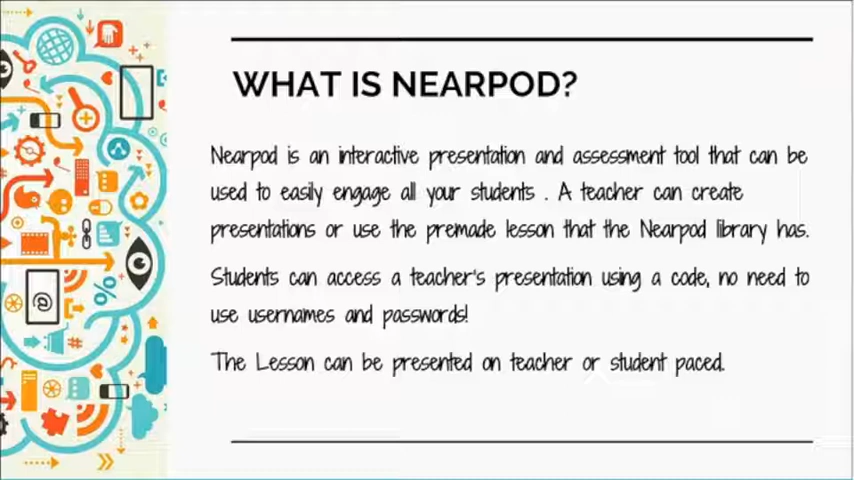 WHAT IS NEARPOD?
Nearpod is an interactive presentation and assessment tool that can be
used to easily engage all your students . A teacher can create
presentations or use the premade lesson that the Nearpod library has.
Students can access a teacher's presentation using a code, no need to
use usernames and passwords!
The Lesson can be presented on teacher or student paced.